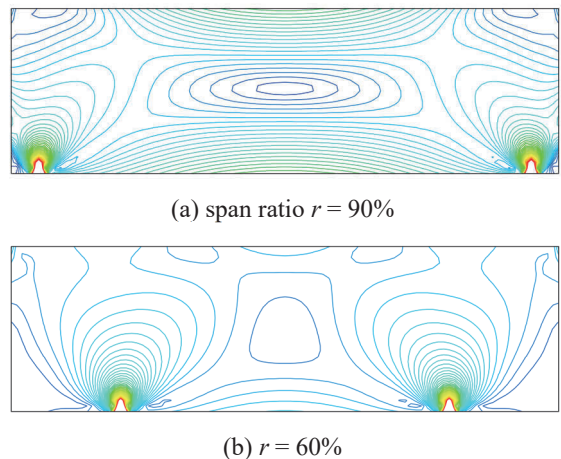 (a) span ratio r = 90%
(b) r = 60%